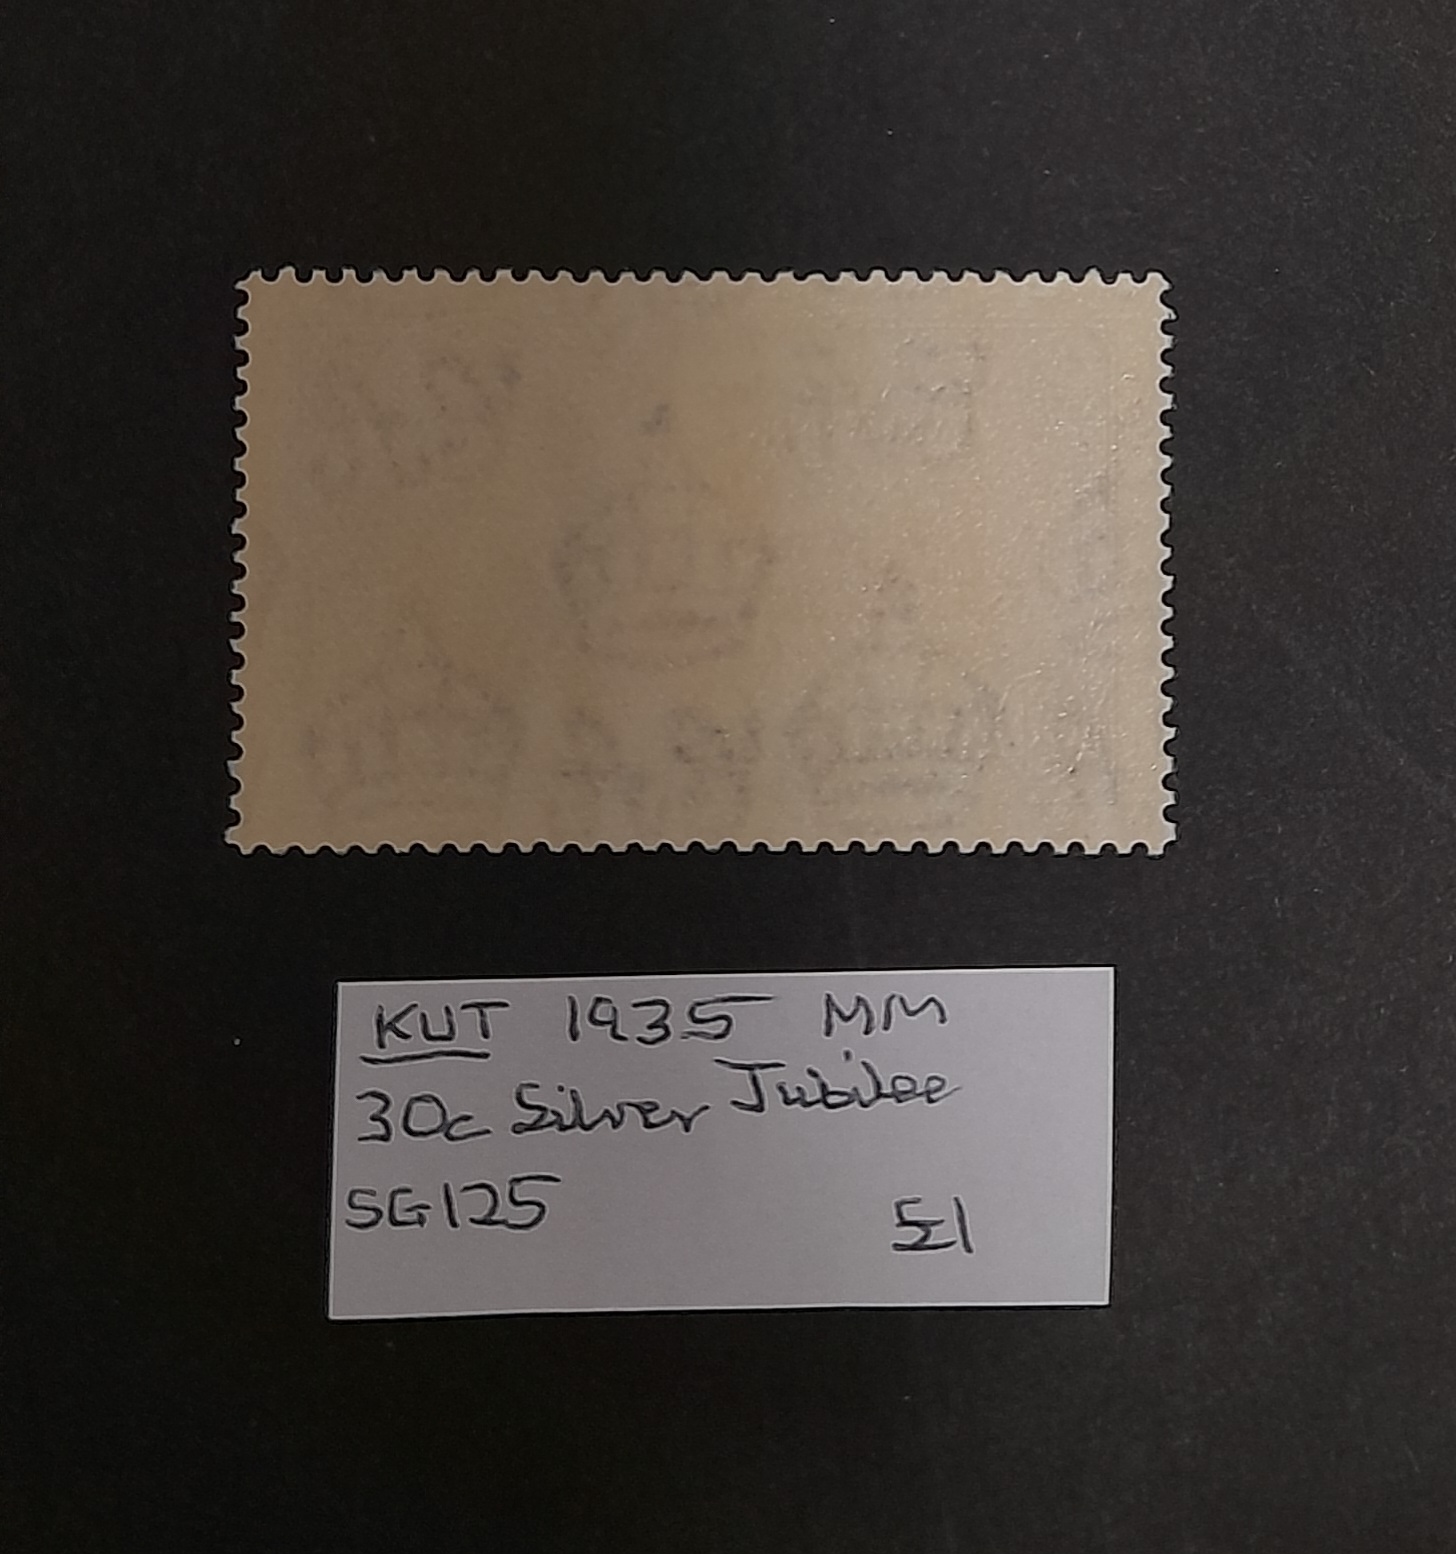 KUT 1935 MM
30c Silver Jubilee
SG125 £1